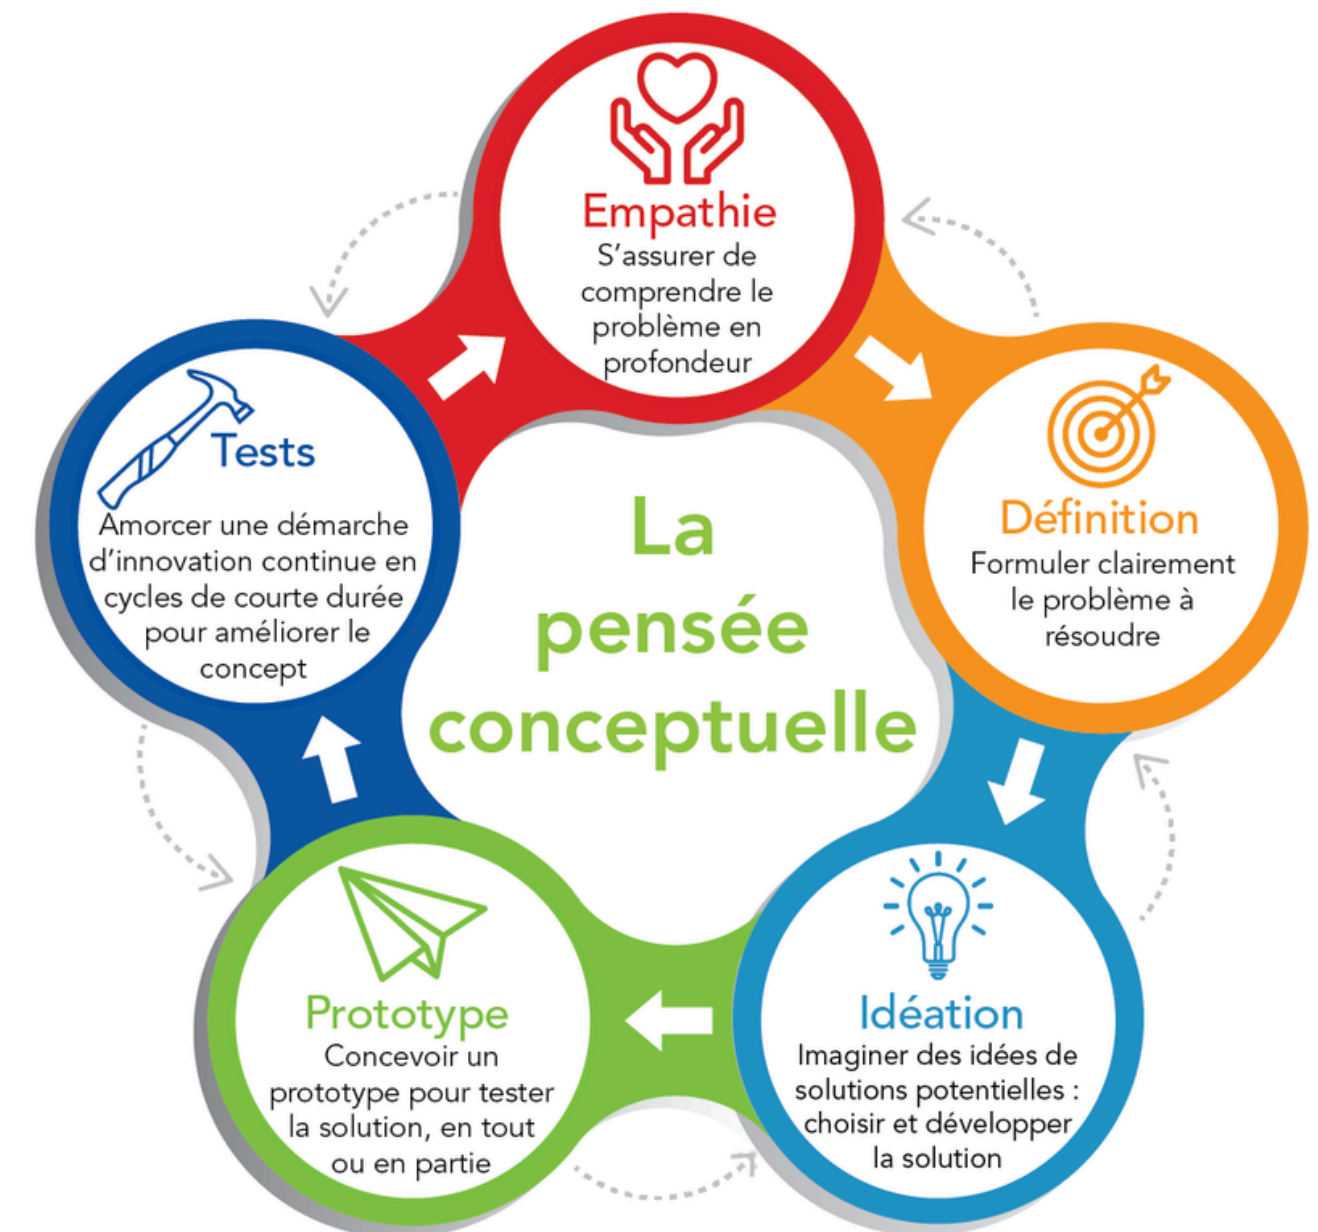 Empathie
S'assurer de
comprendre le
problème en
profondeur
Définition
Formuler clairement
le problème à
résoudre
Idéation
Imaginer des idées de
solutions potentielles :
choisir et développer
la solution
Prototype
Concevoir un
prototype pour tester
la solution, en tout
ou en partie
Tests
Amorcer une démarche
d'innovation continue en
cycles de courte durée
pour améliorer le
concept
La
pensée
conceptuelle